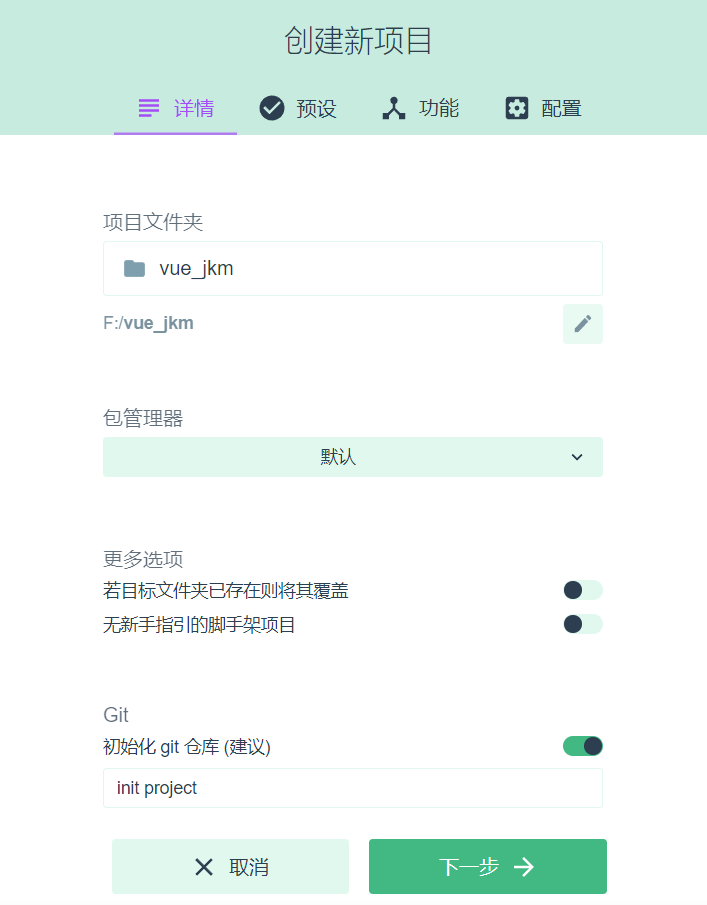 创建新项目
详情 预设 功能 配置
项目文件夹
vue_jkm
F:/vue_jkm
包管理器
默认
更多选项
若目标文件夹已存在则将其覆盖
无新手指引的脚手架项目
Git
初始化 git 仓库 (建议)
init project
取消 下一步